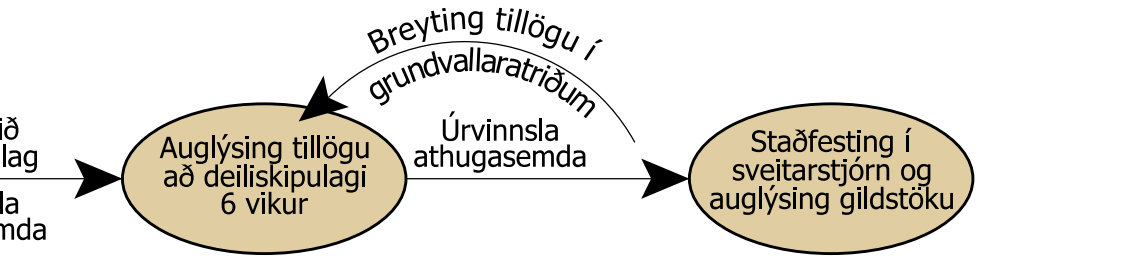 Breyting tillögu í
grundvallaratriðum
Úrvinnsla
athugasemda
Auglýsing tillögu
að deiliskipulagi
6 vikur
Staðfesting í
sveitarstjórn og
auglýsing gildstöku